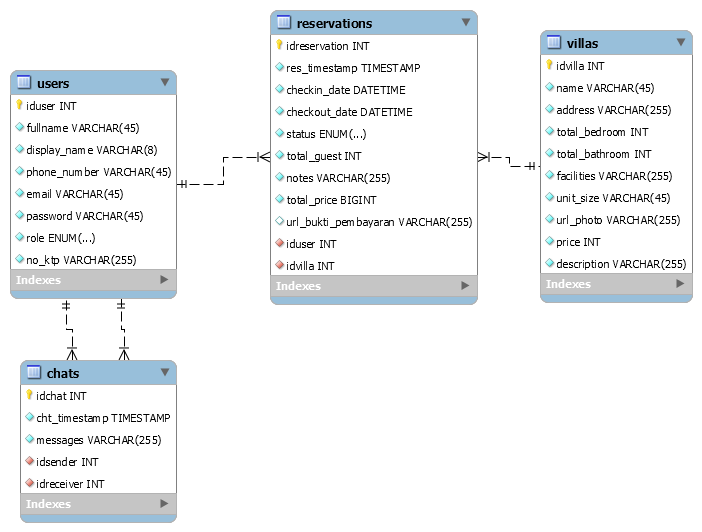 users
iduser INT
fullname VARCHAR(45)
display_name VARCHAR(8)
phone_number VARCHAR(45)
email VARCHAR(45)
password VARCHAR(45)
role ENUM(...)
no_ktp VARCHAR(255)
Indexes
reservations
idreservation INT
res_timestamp TIMESTAMP
checkin_date DATETIME
checkout_date DATETIME
status ENUM(...)
total_guest INT
notes VARCHAR(255)
total_price BIGINT
url_bukti_pembayaran VARCHAR(255)
iduser INT
idvilla INT
Indexes
villas
idvilla INT
name VARCHAR(45)
address VARCHAR(255)
total_bedroom INT
total_bathroom INT
facilities VARCHAR(255)
unit_size VARCHAR(45)
url_photo VARCHAR(255)
price INT
description VARCHAR(255)
Indexes
chats
idchat INT
cht_timestamp TIMESTAMP
messages VARCHAR(255)
idsender INT
idreceiver INT
Indexes